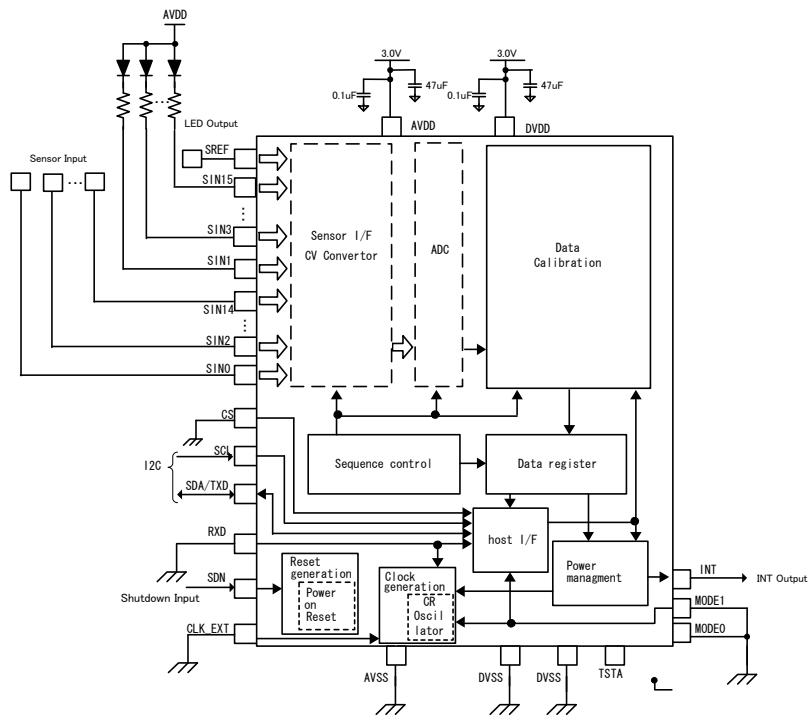 AVDD
3.0V
3.0V
0.1uF
47uF
0.1uF
47uF
LED Output
AVDD
DVDD
Sensor Input
SREF
SIN15
SIN3
SIN1
SIN14
SIN2
SIN0
Sensor I/F
CV Convertor
ADC
Data
Calibration
CS
I2C
SCL
SDA/TXD
Sequence control
Data register
RXD
host I/F
Reset
generation
Power
on
Reset
Clock
generation
CR
Oscil
lator
Power
managment
INT
INT Output
SDN
Shutdown Input
MODE1
CLK_EXT
MODE0
AVSS
DVSS
DVSS
TSTA